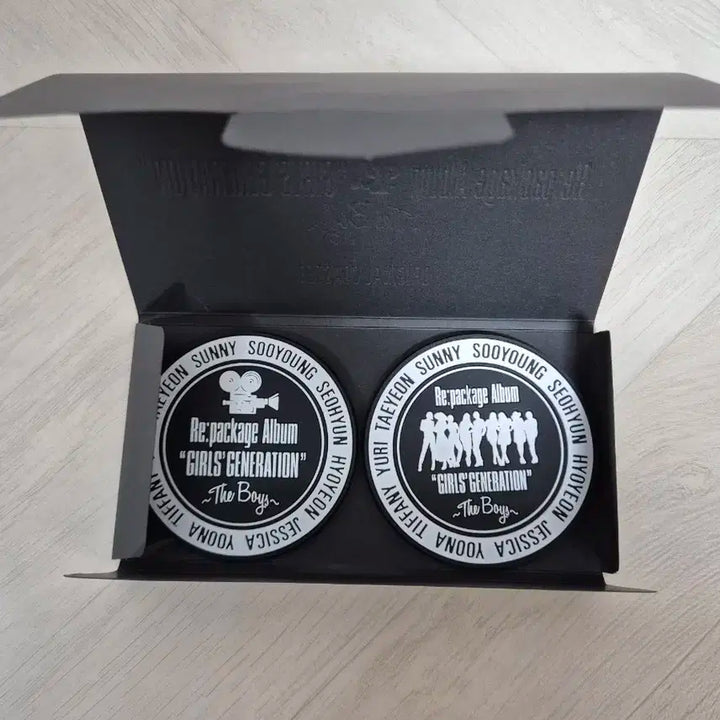 TAEYEON SUNNY SOOYOUNG SEOHYUN HYOYEON JESSICA YOONA TIFFANY
Re:package Album
"GIRLS' GENERATION"
~The Boys~
TAEYEON SUNNY SOOYOUNG SEOHYUN HYOYEON JESSICA YOONA TIFFANY YURI
Re:package Album
"GIRLS' GENERATION"
~The Boys~